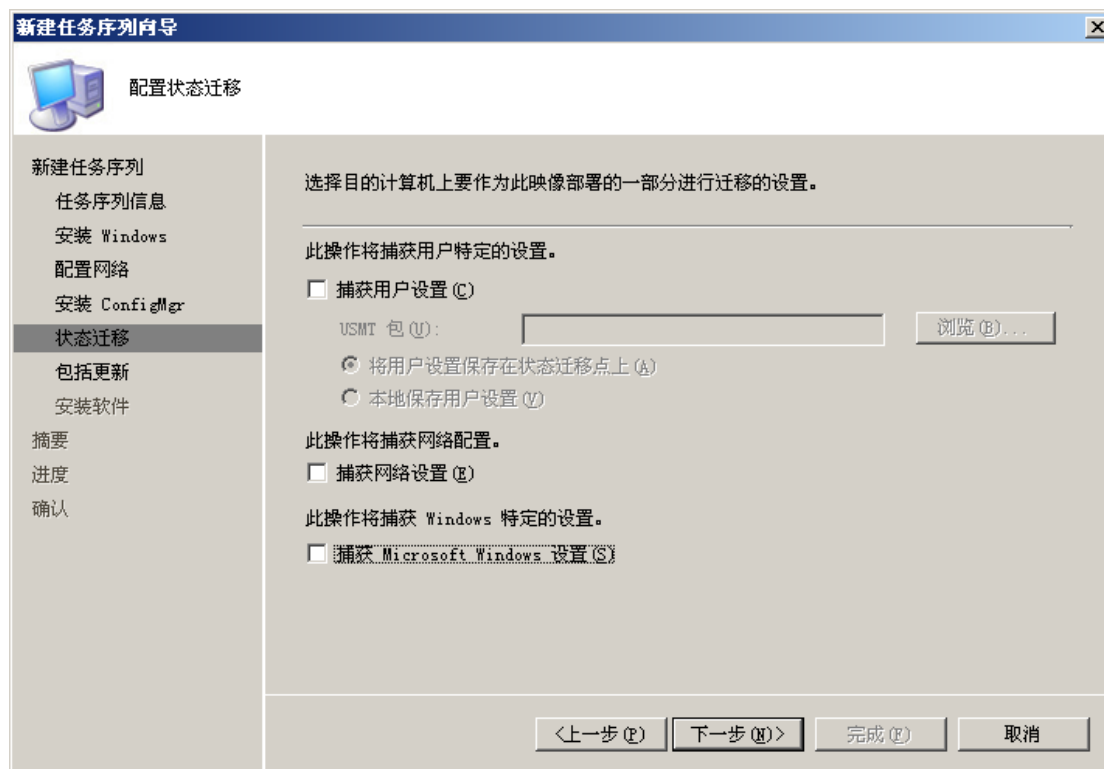 新建任务序列向导
配置状态迁移
新建任务序列
任务序列信息
安装 Windows
配置网络
安装 ConfigMgr
状态迁移
包括更新
安装软件
摘要
进度
确认
选择目的计算机上要作为此映像部署的一部分进行迁移的设置。
此操作将捕获用户特定的设置。
捕获用户设置(C)
USMT 包(U):
浏览(B)...
将用户设置保存在状态迁移点上(A)
本地保存用户设置(V)
此操作将捕获网络配置。
捕获网络设置(E)
此操作将捕获 Windows 特定的设置。
捕获 Microsoft Windows 设置(S)
<上一步(P) 下一步(N)> 完成(F) 取消